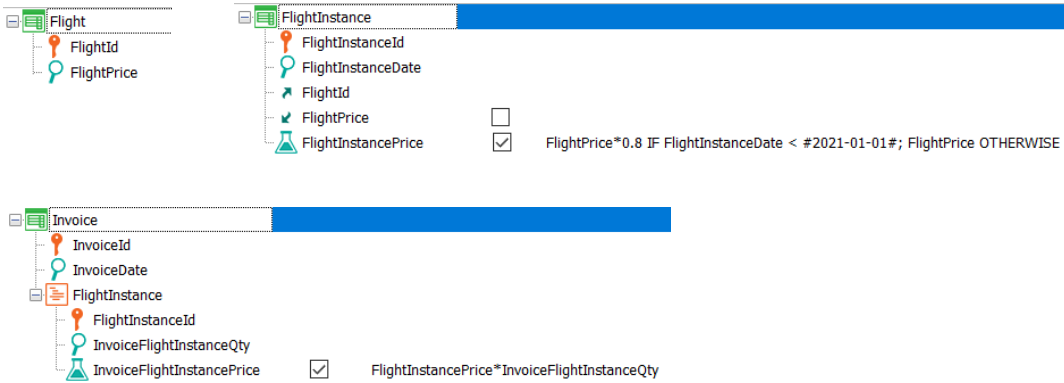 Flight
FlightId
FlightPrice
FlightInstance
FlightInstanceId
FlightInstanceDate
FlightId
FlightPrice
FlightInstancePrice FlightPrice*0.8 IF FlightInstanceDate < #2021-01-01#; FlightPrice OTHERWISE
Invoice
InvoiceId
InvoiceDate
FlightInstance
FlightInstanceId
InvoiceFlightInstanceQty
InvoiceFlightInstancePrice FlightInstancePrice*InvoiceFlightInstanceQty